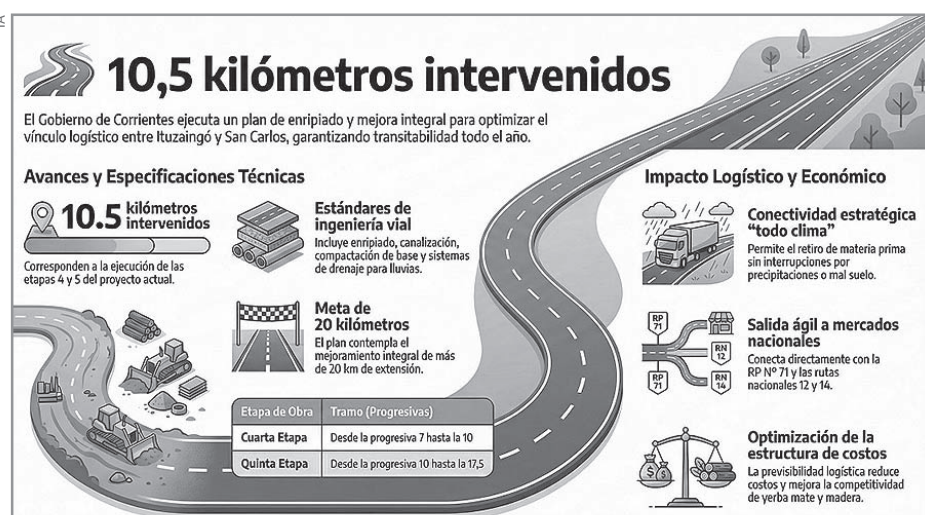 10,5 kilómetros intervenidos
El Gobierno de Corrientes ejecuta un plan de enripiado y mejora integral para optimizar el
vínculo logístico entre Ituzaingó y San Carlos, garantizando transitabilidad todo el año.
Avances y Especificaciones Técnicas
10.5 kilómetros
intervenidos
Corresponden a la ejecución de las
etapas 4 y 5 del proyecto actual.
Estándares de
ingeniería vial
Incluye enripiado, canalización,
compactación de base y sistemas
de drenaje para lluvias.
Meta de
20 kilómetros
El plan contempla el
mejoramiento integral de más
de 20 km de extensión.
Etapa de Obra Tramo (Progresivas)
Cuarta Etapa Desde la progresiva 7 hasta la 10
Quinta Etapa Desde la progresiva 10 hasta la 17,5
Impacto Logístico y Económico
Conectividad estratégica
“todo clima”
Permite el retiro de materia prima
sin interrupciones por
precipitaciones o mal suelo.
RP
71
RN
12
RP
71
RN
14
Salida ágil a mercados
nacionales
Conecta directamente con la
RP Nº 71 y las rutas
nacionales 12 y 14.
$ $
Optimización de la
estructura de costos
La previsibilidad logística reduce
costos y mejora la competitividad
de yerba mate y madera.